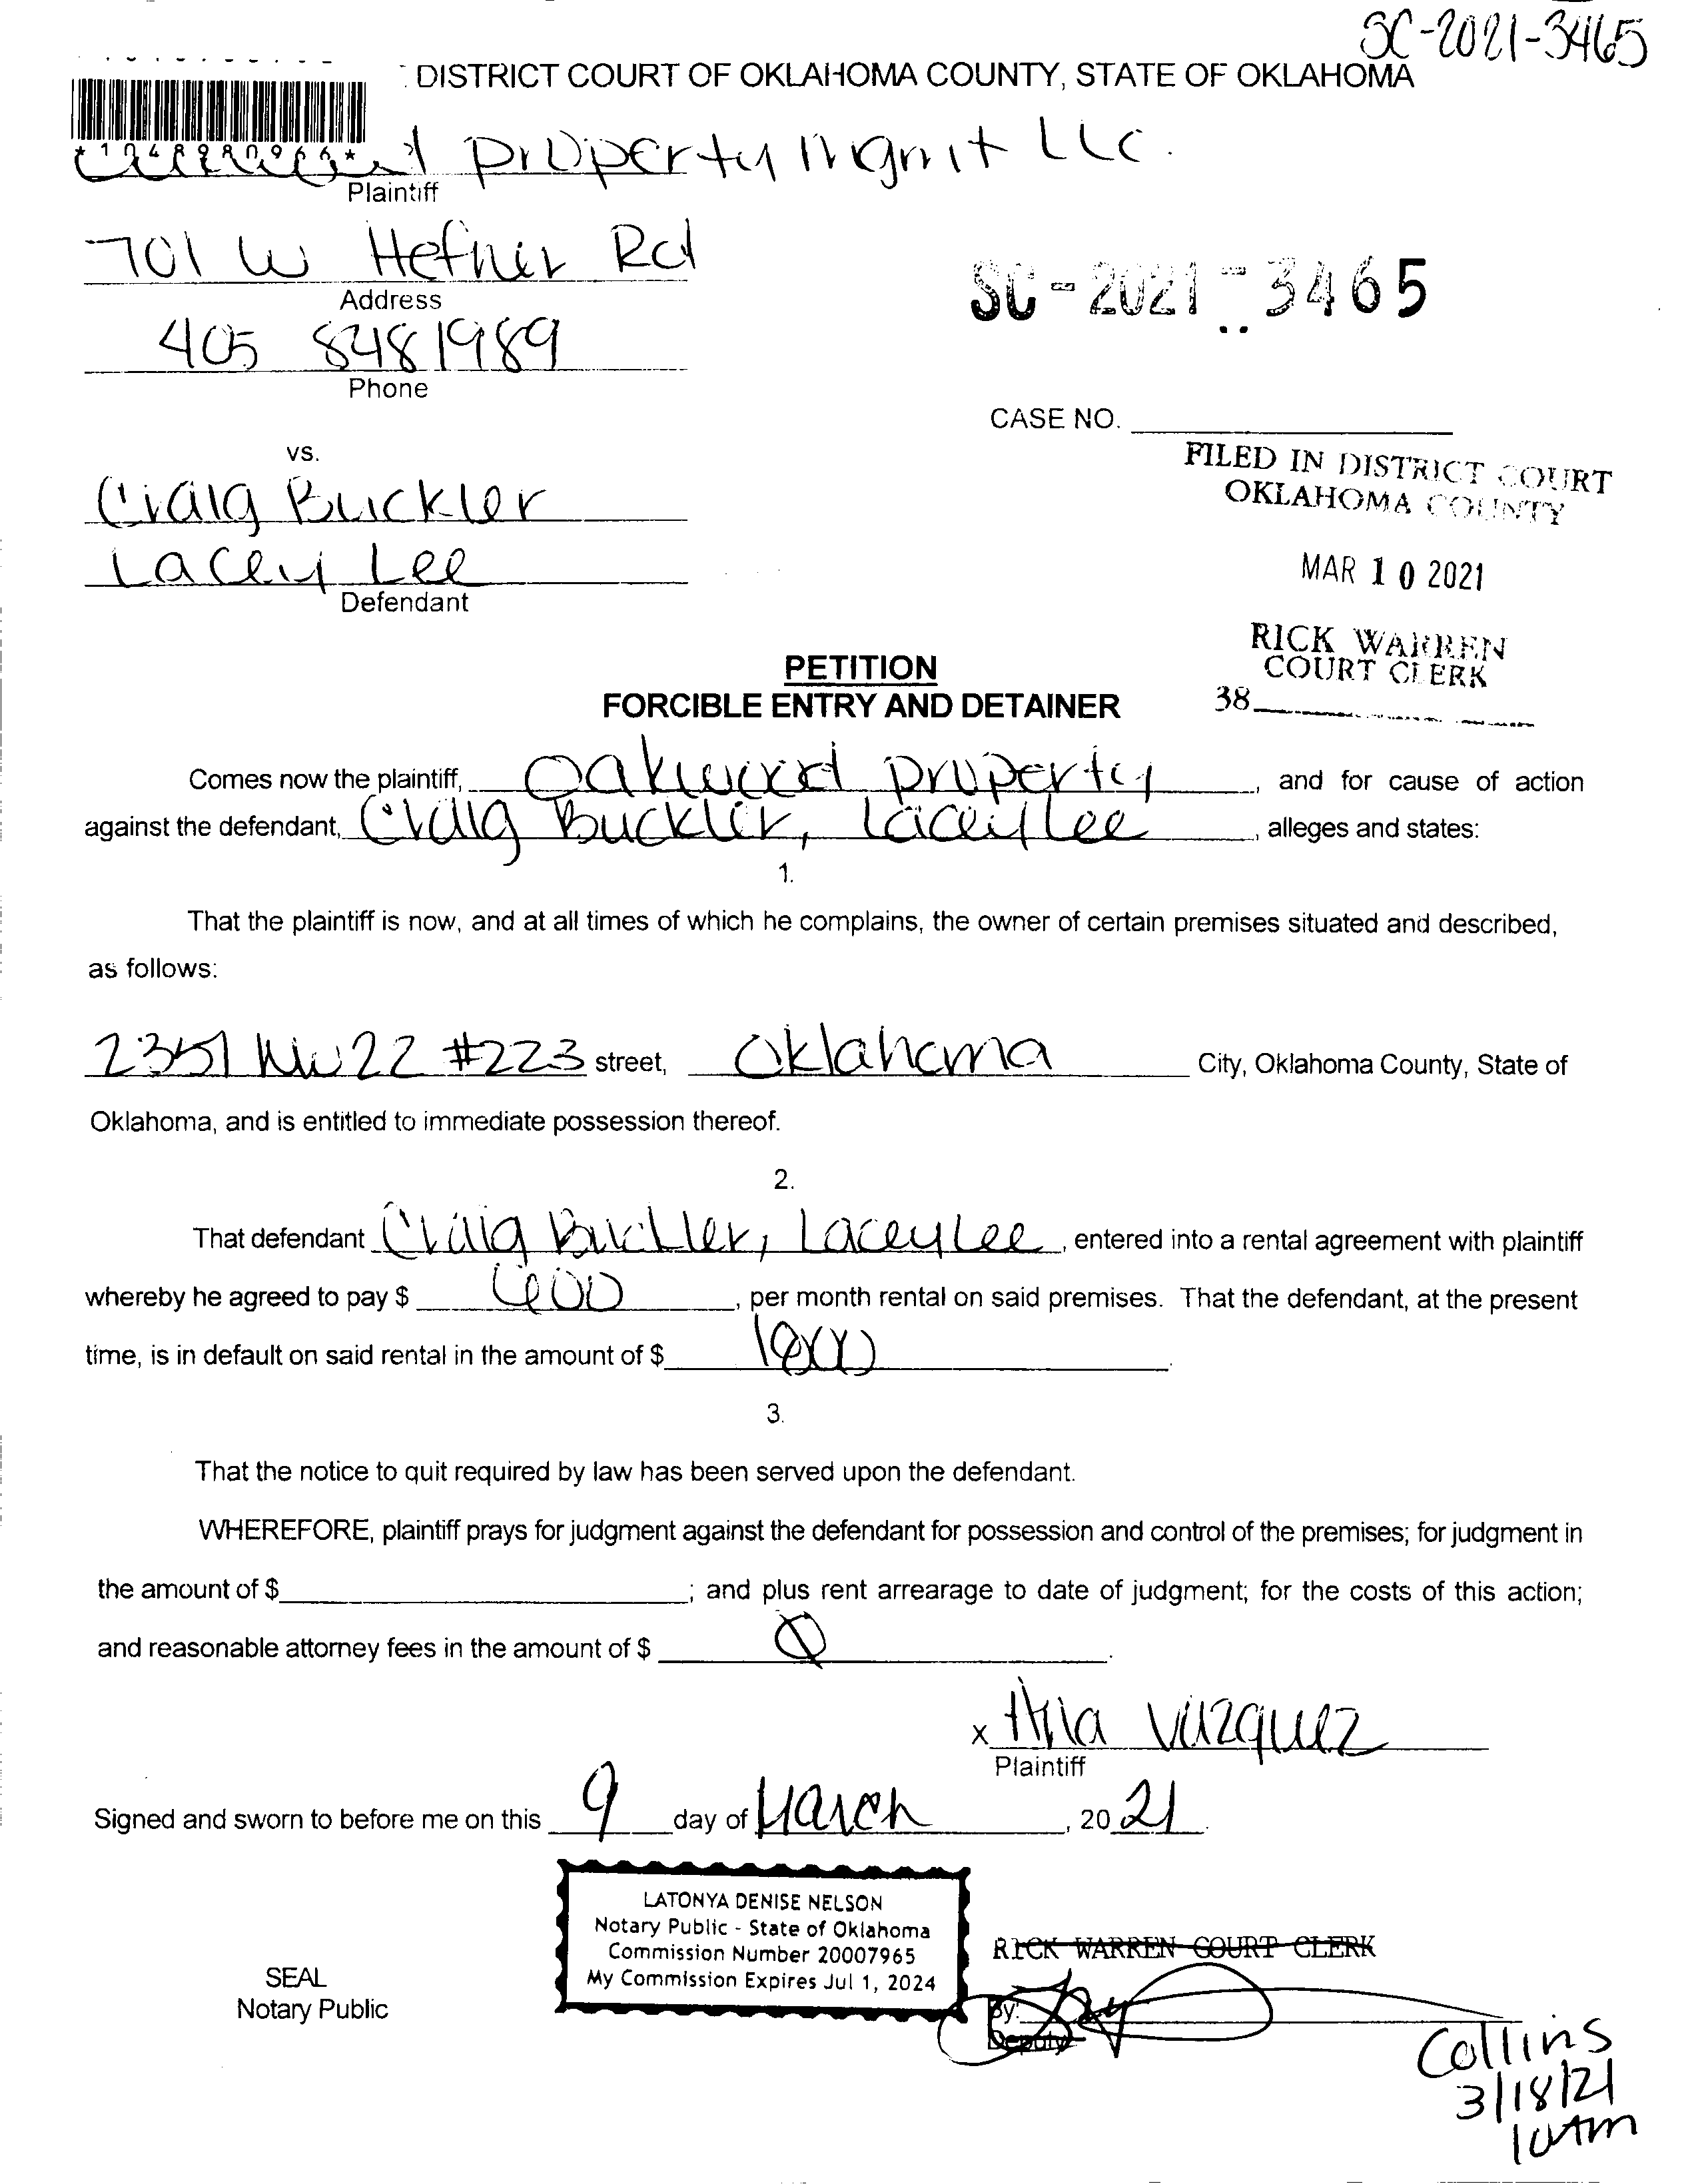 SC-2021-3465
DISTRICT COURT OF OKLAHOMA COUNTY, STATE OF OKLAHOMA
*1048980966*
Property Mgmt LLC.
Plaintiff
701 W Hefner Rd
Address
SC-2021-3465
405 8481989
Phone
CASE NO.
vs.
FILED IN DISTRICT COURT
OKLAHOMA COUNTY
Craig Buckler
Lacey Lee
MAR 10 2021
Defendant
RICK WARREN
COURT CLERK
38
PETITION
FORCIBLE ENTRY AND DETAINER
Comes now the plaintiff, Oakwood Property, and for cause of action
against the defendant, Craig Buckler, Lacey Lee, alleges and states:
1.
That the plaintiff is now, and at all times of which he complains, the owner of certain premises situated and described,
as follows:
2351 NW 22 #223 street, Oklahoma City, Oklahoma County, State of
Oklahoma, and is entitled to immediate possession thereof.
2.
That defendant Craig Buckler, Lacey Lee, entered into a rental agreement with plaintiff
whereby he agreed to pay $ 600, per month rental on said premises. That the defendant, at the present
time, is in default on said rental in the amount of $ 1800.
3.
That the notice to quit required by law has been served upon the defendant.
WHEREFORE, plaintiff prays for judgment against the defendant for possession and control of the premises; for judgment in
the amount of $; and plus rent arrearage to date of judgment; for the costs of this action;
and reasonable attorney fees in the amount of $ 0.
x Vazquez
Plaintiff
Signed and sworn to before me on this 9 day of March, 2021.
LATONYA DENISE NELSON
Notary Public - State of Oklahoma
Commission Number 20007965
My Commission Expires Jul 1, 2024
SEAL
Notary Public
RICK WARREN COURT CLERK
By:
Deputy
Collins
3/18/21
10am